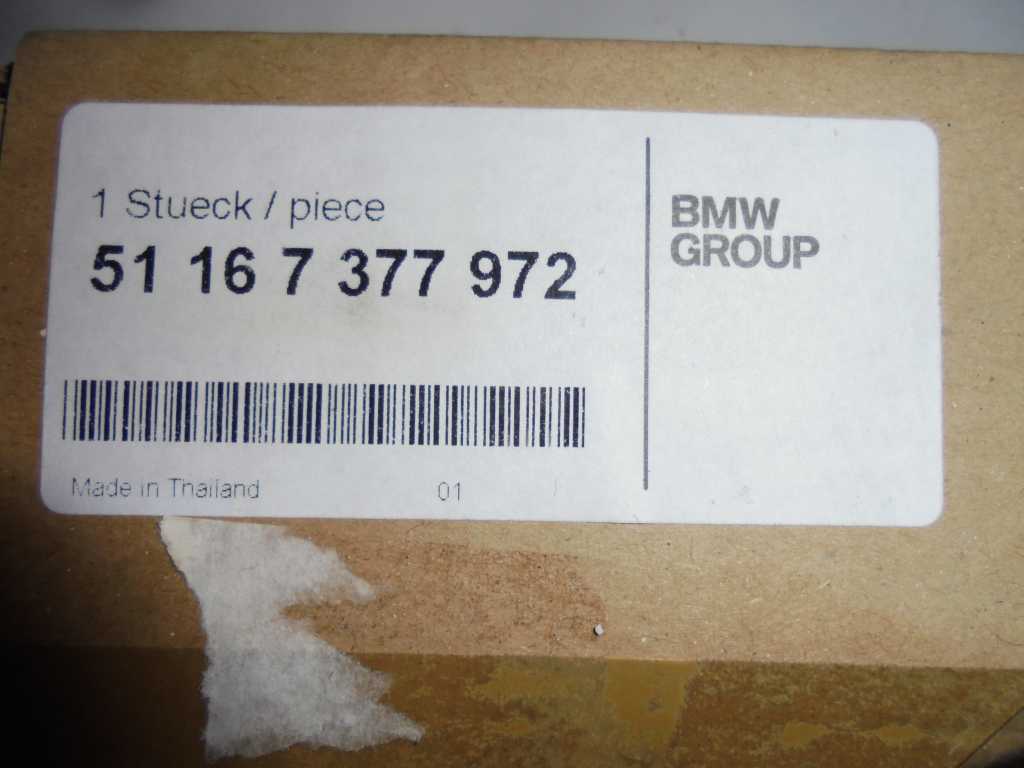 1 Stueck / piece
51 16 7 377 972
Made in Thailand
01
BMW
GROUP